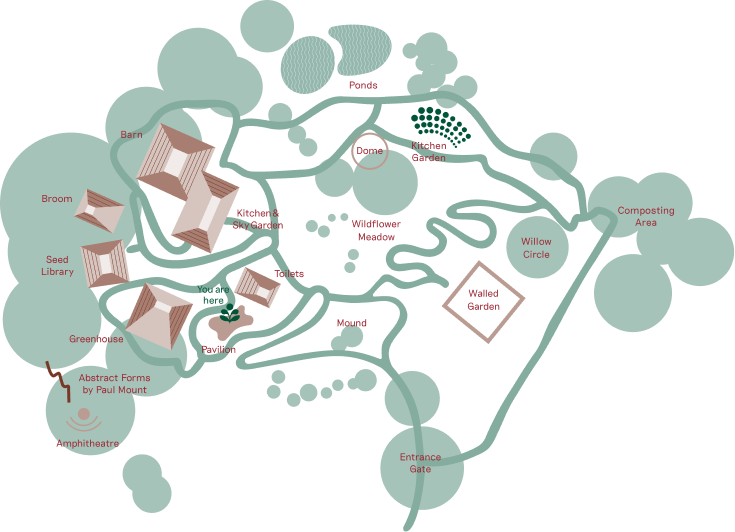 Ponds
Barn
Dome
Kitchen
Garden
Broom
Kitchen &
Sky Garden
Wildflower
Meadow
Composting
Area
Willow
Circle
Seed
Library
Toilets
You are
here
Walled
Garden
Mound
Greenhouse
Pavilion
Abstract Forms
by Paul Mount
Amphitheatre
Entrance
Gate